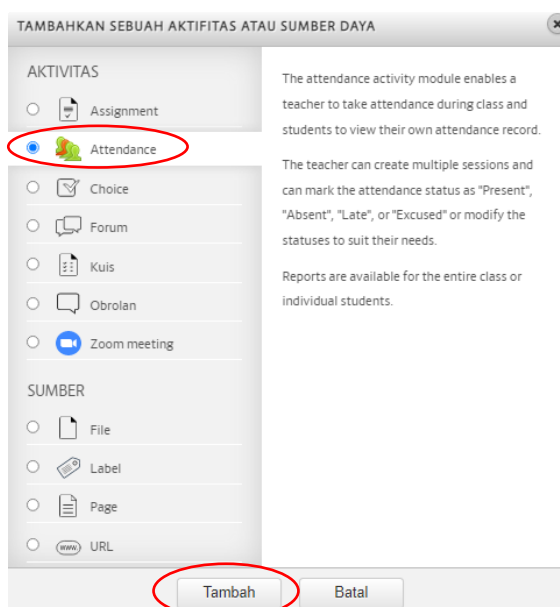 TAMBAHKAN SEBUAH AKTIFITAS ATAU SUMBER DAYA
AKTIVITAS
Assignment
Attendance
Choice
Forum
Kuis
Obrolan
Zoom meeting
SUMBER
File
Label
Page
www.
URL
The attendance activity module enables a
teacher to take attendance during class and
students to view their own attendance record.
The teacher can create multiple sessions and
can mark the attendance status as "Present",
"Absent", "Late", or "Excused" or modify the
statuses to suit their needs.
Reports are available for the entire class or
individual students.
Tambah
Batal